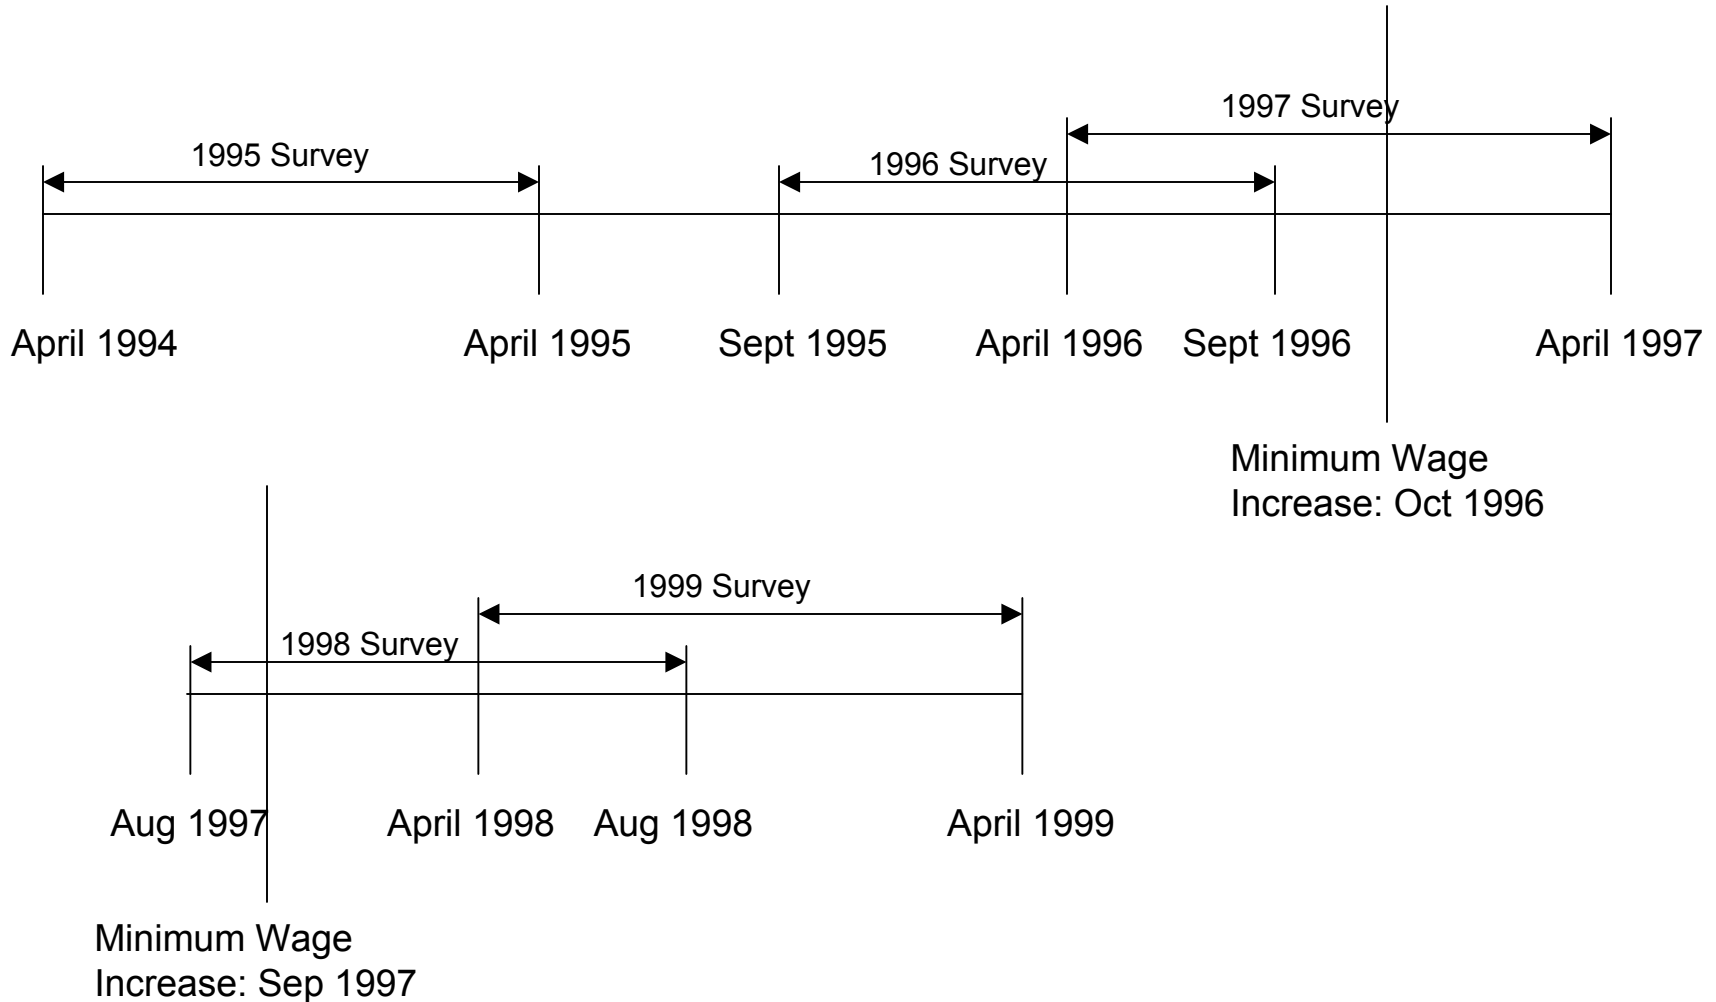 1997 Survey
1995 Survey
1996 Survey
April 1994
April 1995
Sept 1995
April 1996
Sept 1996
April 1997
Minimum Wage
Increase: Oct 1996
1999 Survey
1998 Survey
Aug 1997
April 1998
Aug 1998
April 1999
Minimum Wage
Increase: Sep 1997